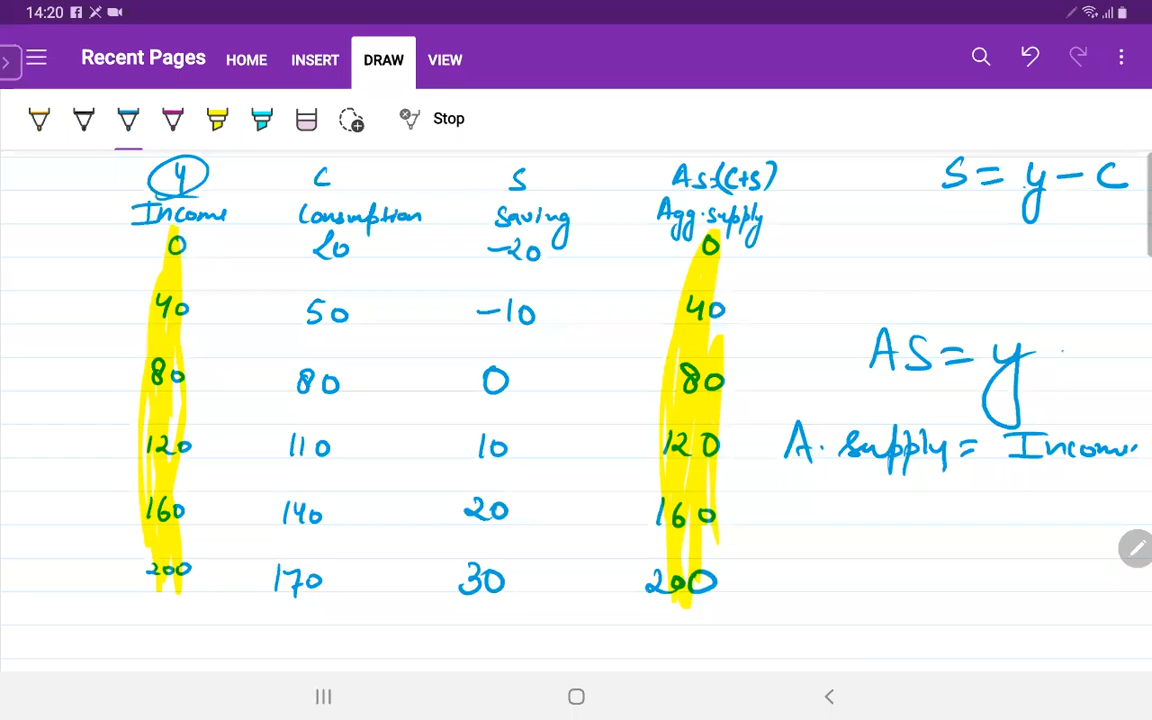 14:20
Recent Pages HOME INSERT DRAW VIEW
Stop
y C S AS=(C+S) S = y - C
Income Consumption Saving Agg. supply
0 20 -20 0
40 50 -10 40
AS = y
80 80 0 80
120 110 10 120 A. supply = Income
160 140 20 160
200 170 30 200